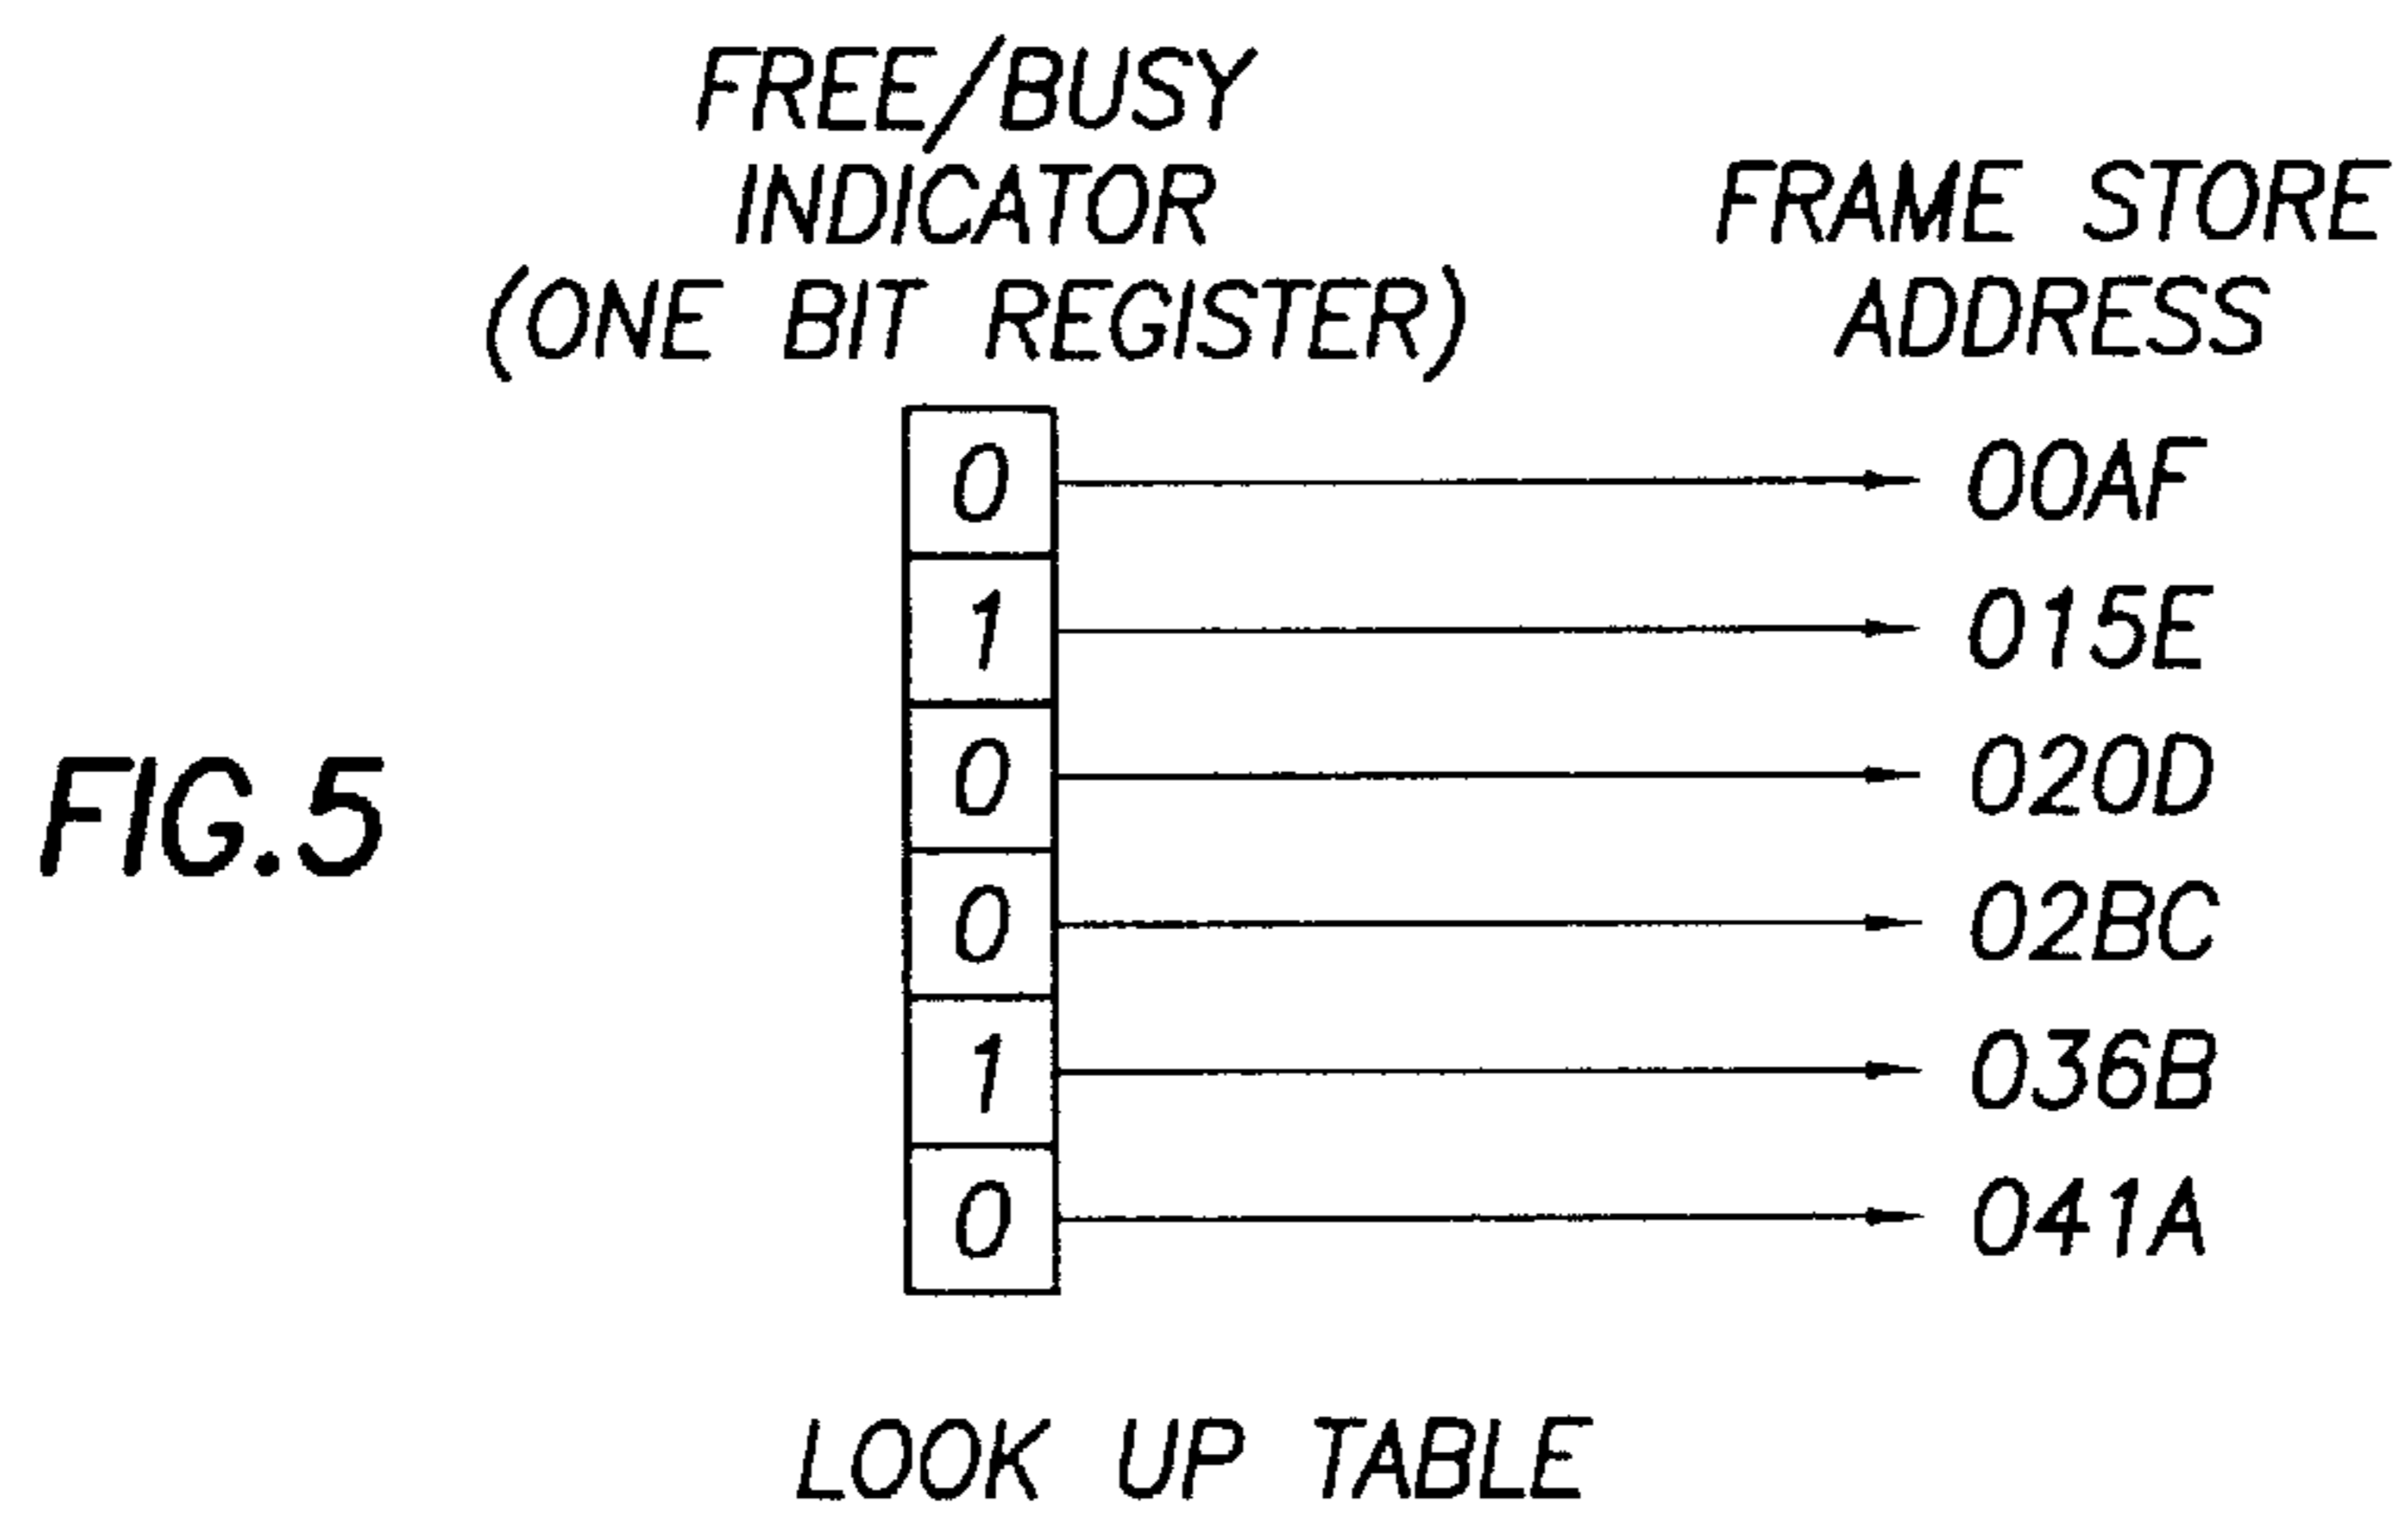 FREE/BUSY
INDICATOR
(ONE BIT REGISTER)
FRAME STORE
ADDRESS
0 00AF
1 015E
0 020D
0 02BC
1 036B
0 041A
FIG.5
LOOK UP TABLE